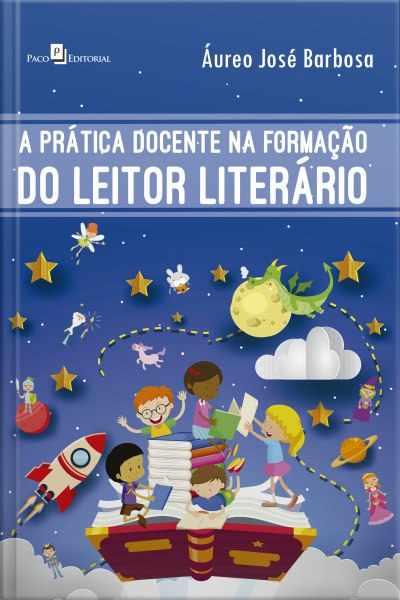 PACO EDITORIAL
Áureo José Barbosa
A PRÁTICA DOCENTE NA FORMAÇÃO
DO LEITOR LITERÁRIO